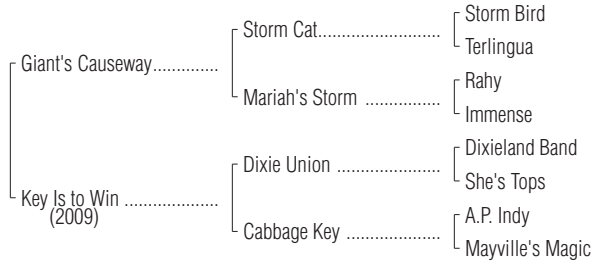 Storm Bird
Storm Cat..........................
Terlingua
Giant's Causeway..............
Rahy
Mariah's Storm ................
Immense
Dixieland Band
Dixie Union ......................
She's Tops
Key Is to Win ....................
(2009)
A.P. Indy
Cabbage Key ....................
Mayville's Magic